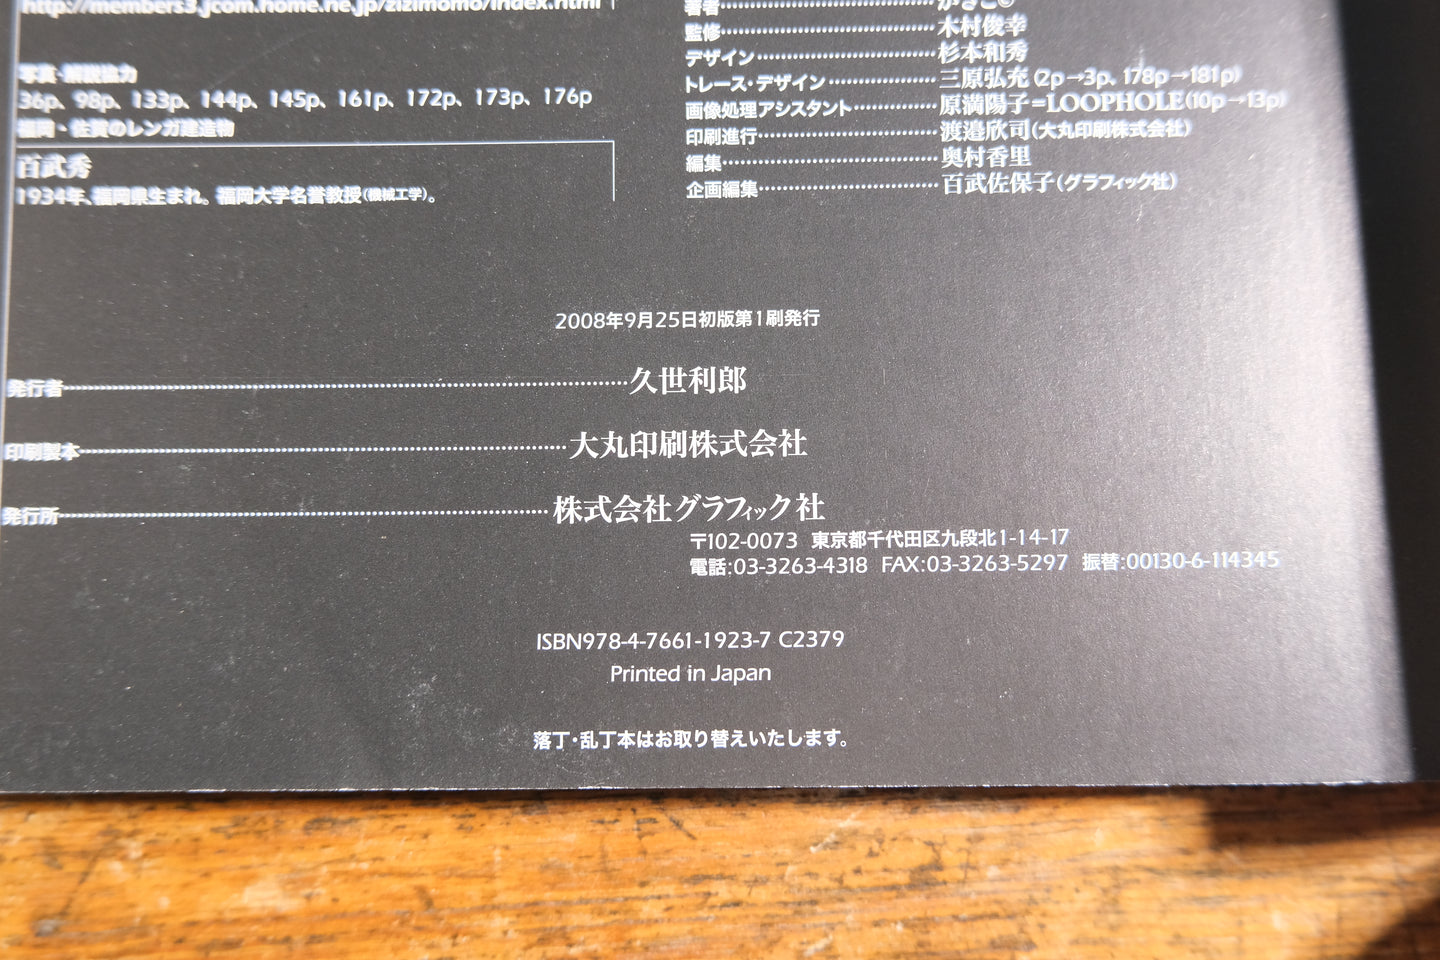 http://members3.jcom.home.ne.jp/zizimomo/index.html
写真・解説協力
36p、98p、133p、144p、145p、161p、172p、173p、176p
福岡・佐賀のレンガ建造物
百武秀
1934年、福岡県生まれ。福岡大学名誉教授(機械工学)。
著者
監修 木村俊幸
デザイン 杉本和秀
トレース・デザイン 三原弘充(2p→3p、178p→181p)
画像処理アシスタント 原満陽子=LOOPHOLE(10p→13p)
印刷進行 渡邉欣司(大丸印刷株式会社)
編集 奥村香里
企画編集 百武佐保子(グラフィック社)
2008年9月25日初版第1刷発行
発行者 久世利郎
印刷製本 大丸印刷株式会社
発行所 株式会社グラフィック社
〒102-0073 東京都千代田区九段北1-14-17
電話:03-3263-4318 FAX:03-3263-5297 振替:00130-6-114345
ISBN978-4-7661-1923-7 C2379
Printed in Japan
落丁・乱丁本はお取り替えいたします。